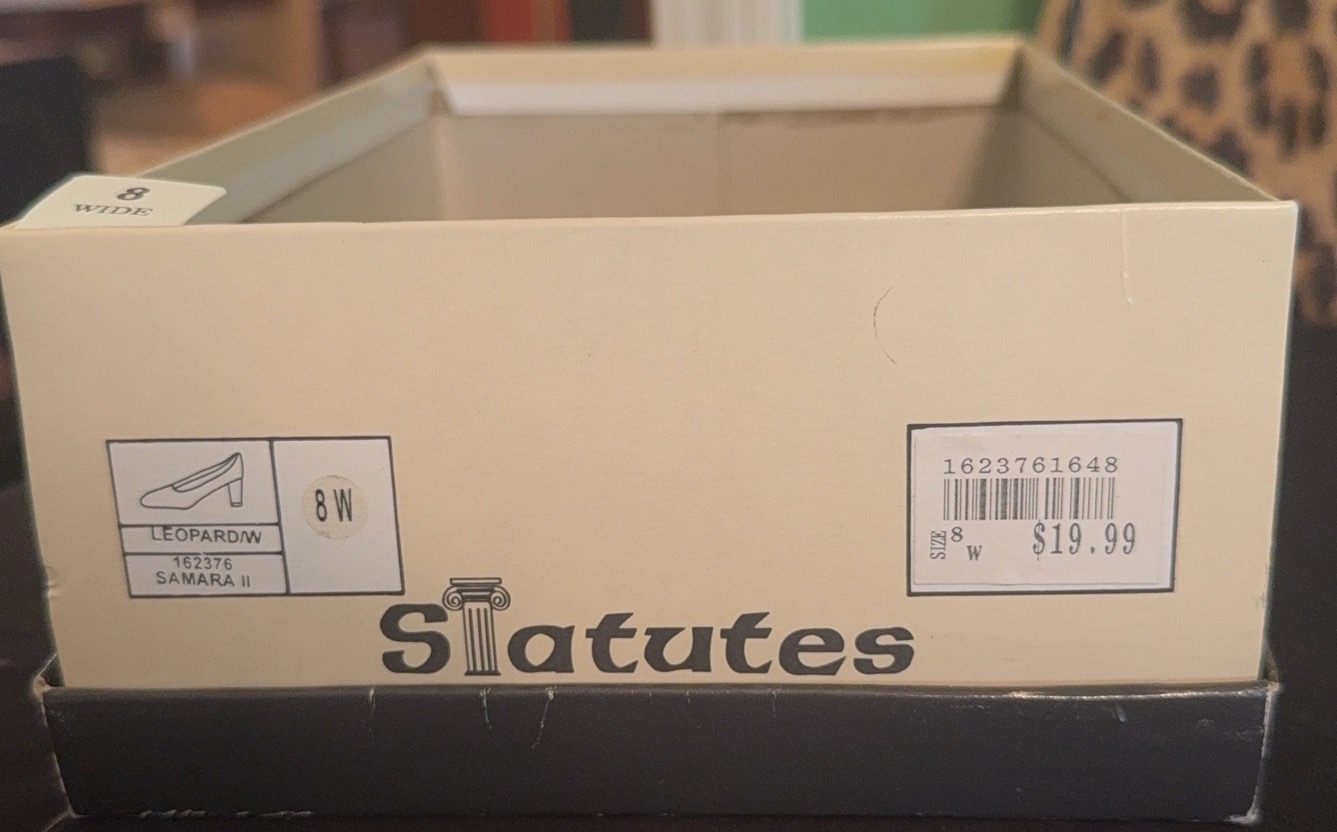 8
WIDE
8 W
LEOPARD/W
162376
SAMARA II
1623761648
SIZE 8 W $19.99
Statutes